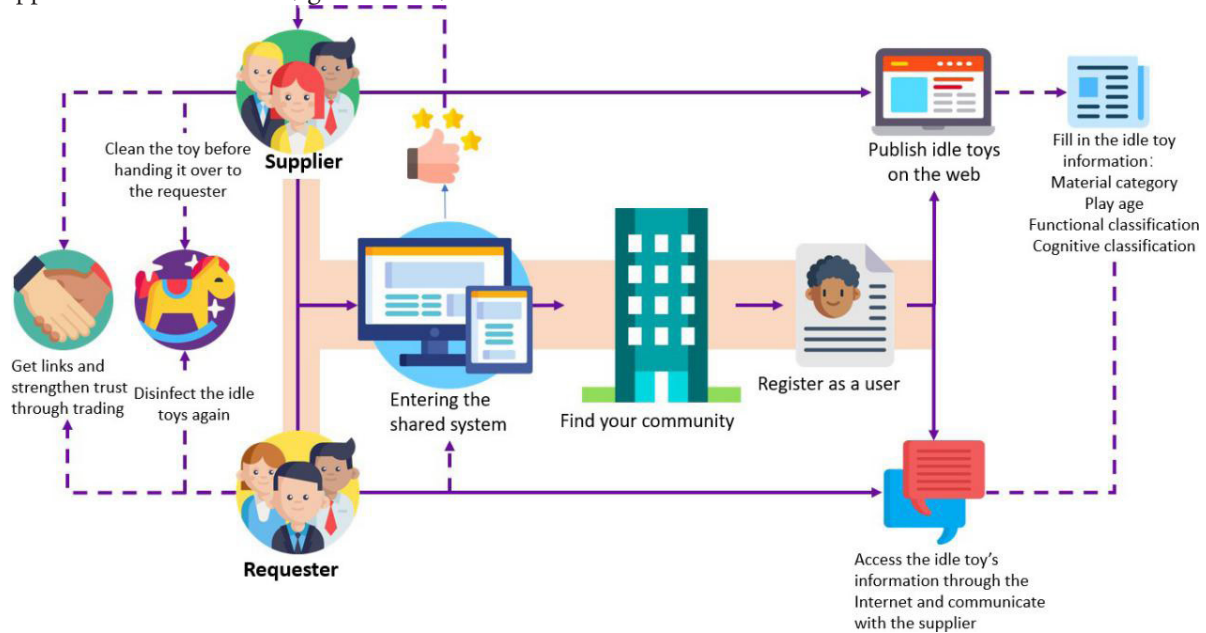 Supplier
Clean the toy before
handing it over to
the requester
Publish idle toys
on the web
Fill in the idle toy
information：
Material category
Play age
Functional classification
Cognitive classification
Get links and
strengthen trust
through trading
Disinfect the idle
toys again
Entering the
shared system
Find your community
Register as a user
Requester
Access the idle toy's
information through the
Internet and communicate
with the supplier